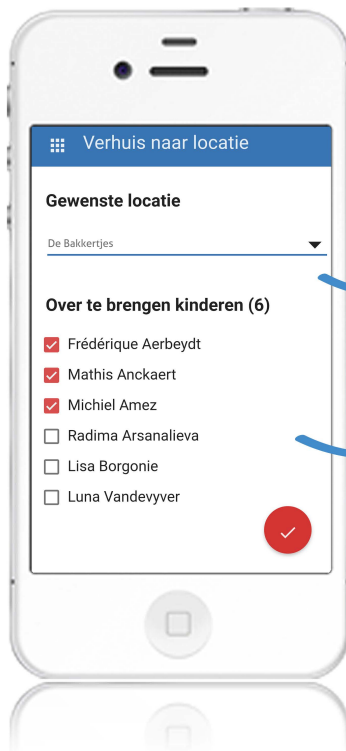 Verhuis naar locatie
Gewenste locatie
De Bakkertjes
Over te brengen kinderen (6)
Frédérique Aerbeydt
Mathis Anckaert
Michiel Amez
Radima Arsanalieva
Lisa Borgonie
Luna Vandevyver